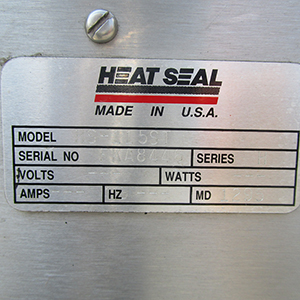 HEAT SEAL
MADE IN U.S.A.
MODEL
SERIAL NO SERIES
VOLTS WATTS
AMPS HZ MD